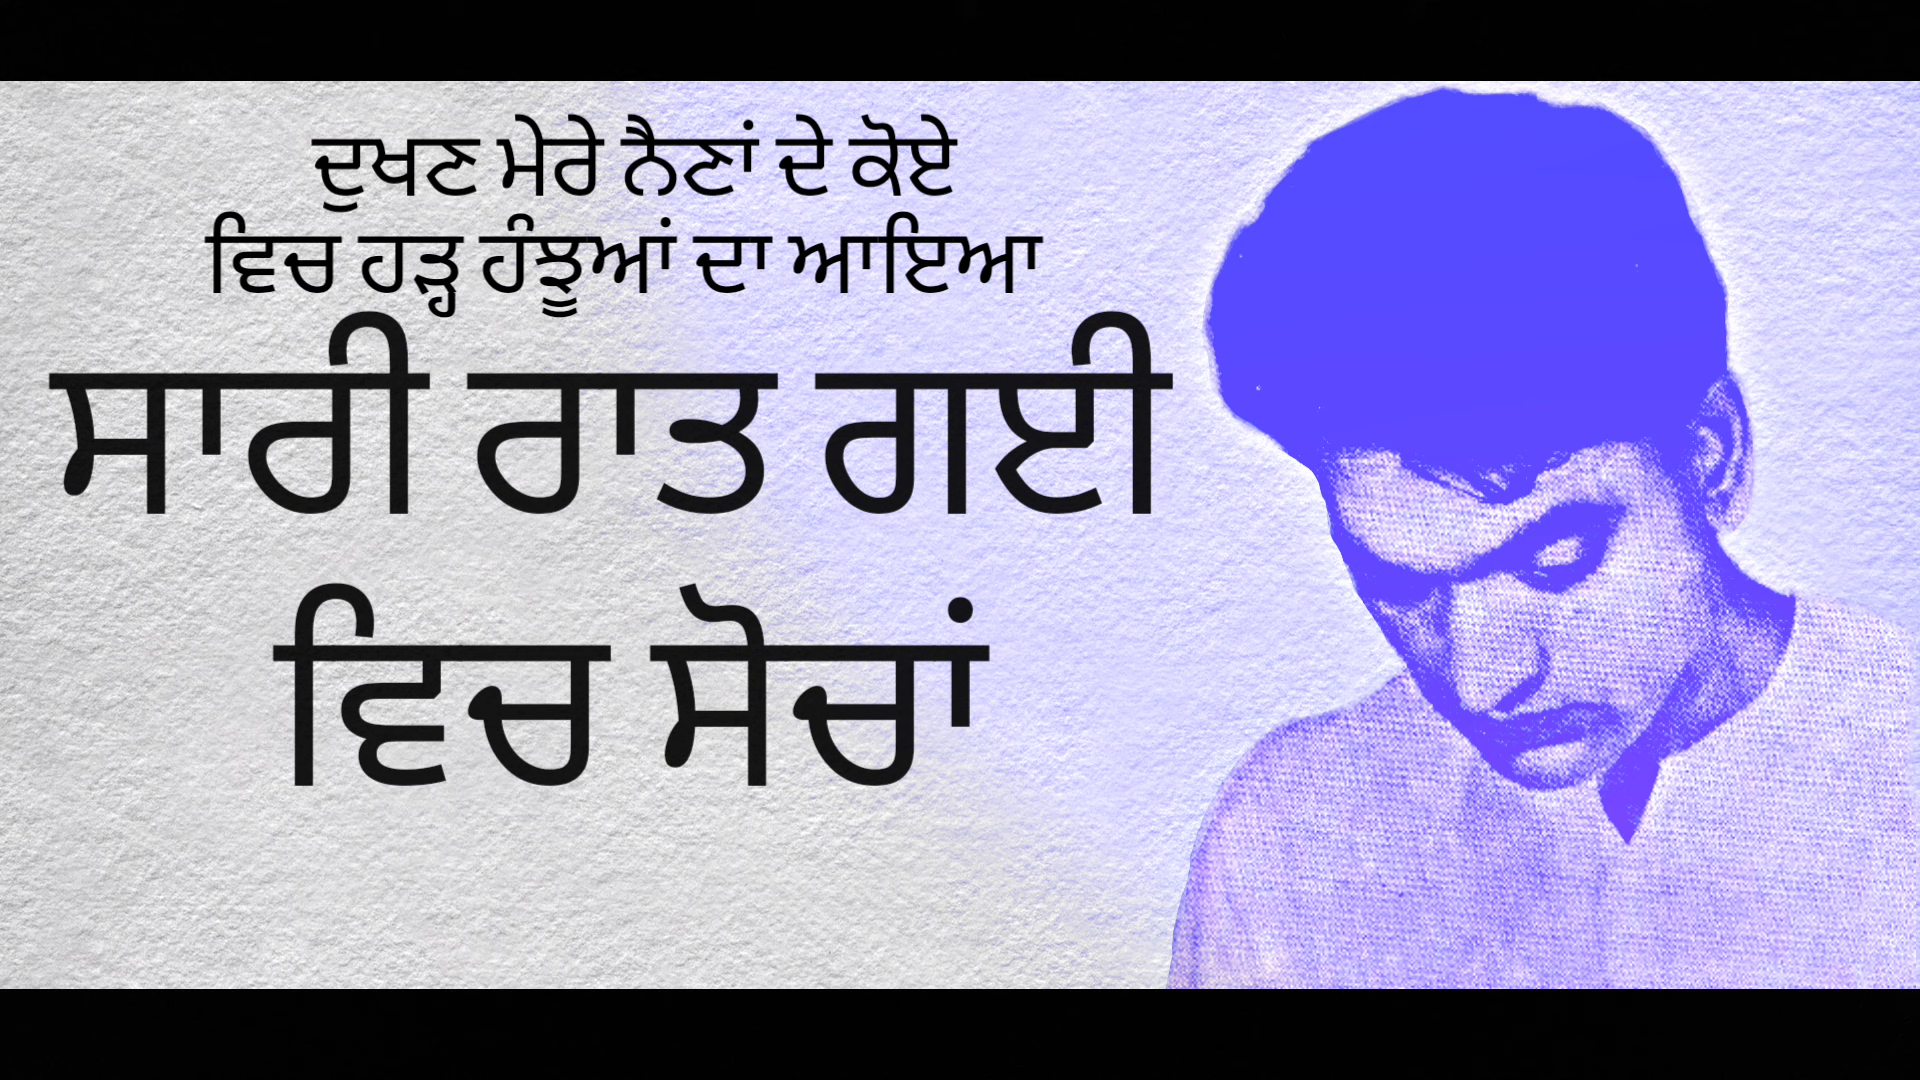 ਦੁਖਣ ਮੇਰੇ ਨੈਣਾਂ ਦੇ ਕੋਏ
ਵਿਚ ਹੜ੍ਹ ਹੰਝੂਆਂ ਦਾ ਆਇਆ
ਸਾਰੀ ਰਾਤ ਗਈ
ਵਿਚ ਸੋਚਾਂ